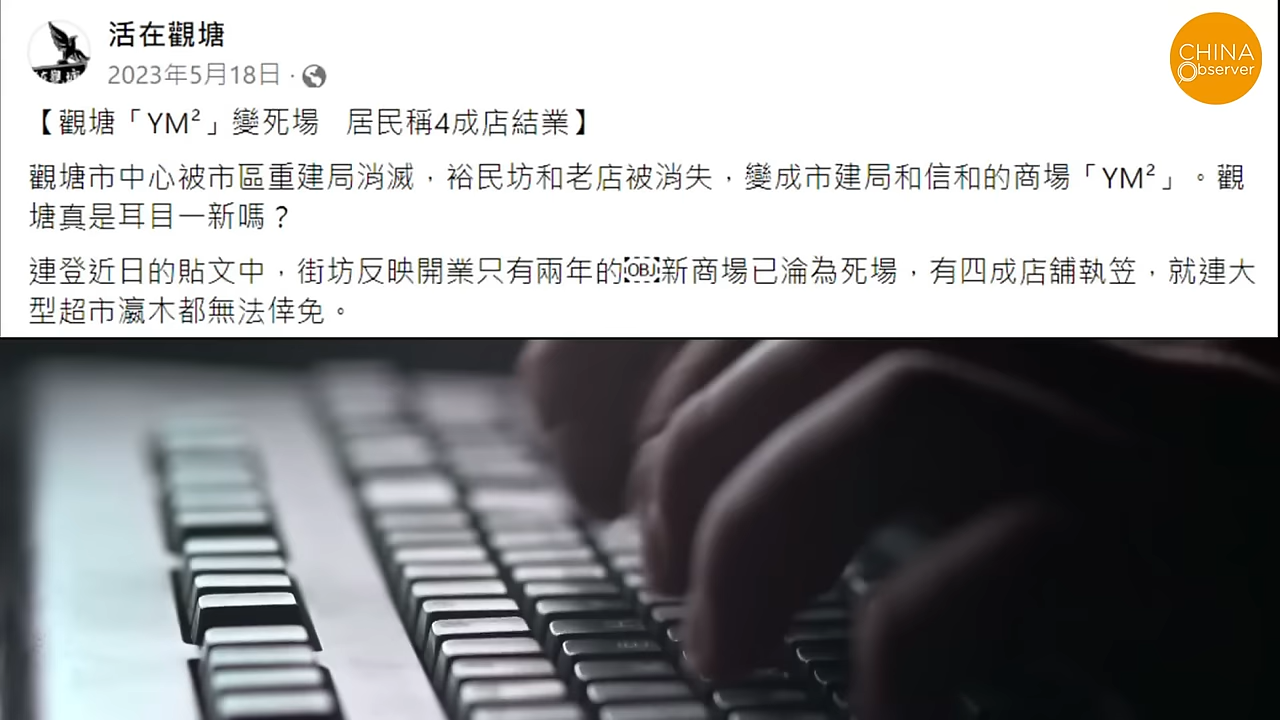 活在觀塘
2023年5月18日 ·
CHINA
Observer
【觀塘「YM²」變死場 居民稱4成店結業】
觀塘市中心被市區重建局消滅，裕民坊和老店被消失，變成市建局和信和的商場「YM²」。觀
塘真是耳目一新嗎？
連登近日的貼文中，街坊反映開業只有兩年的OBJ新商場已淪為死場，有四成店舖執笠，就連大
型超市瀛木都無法倖免。